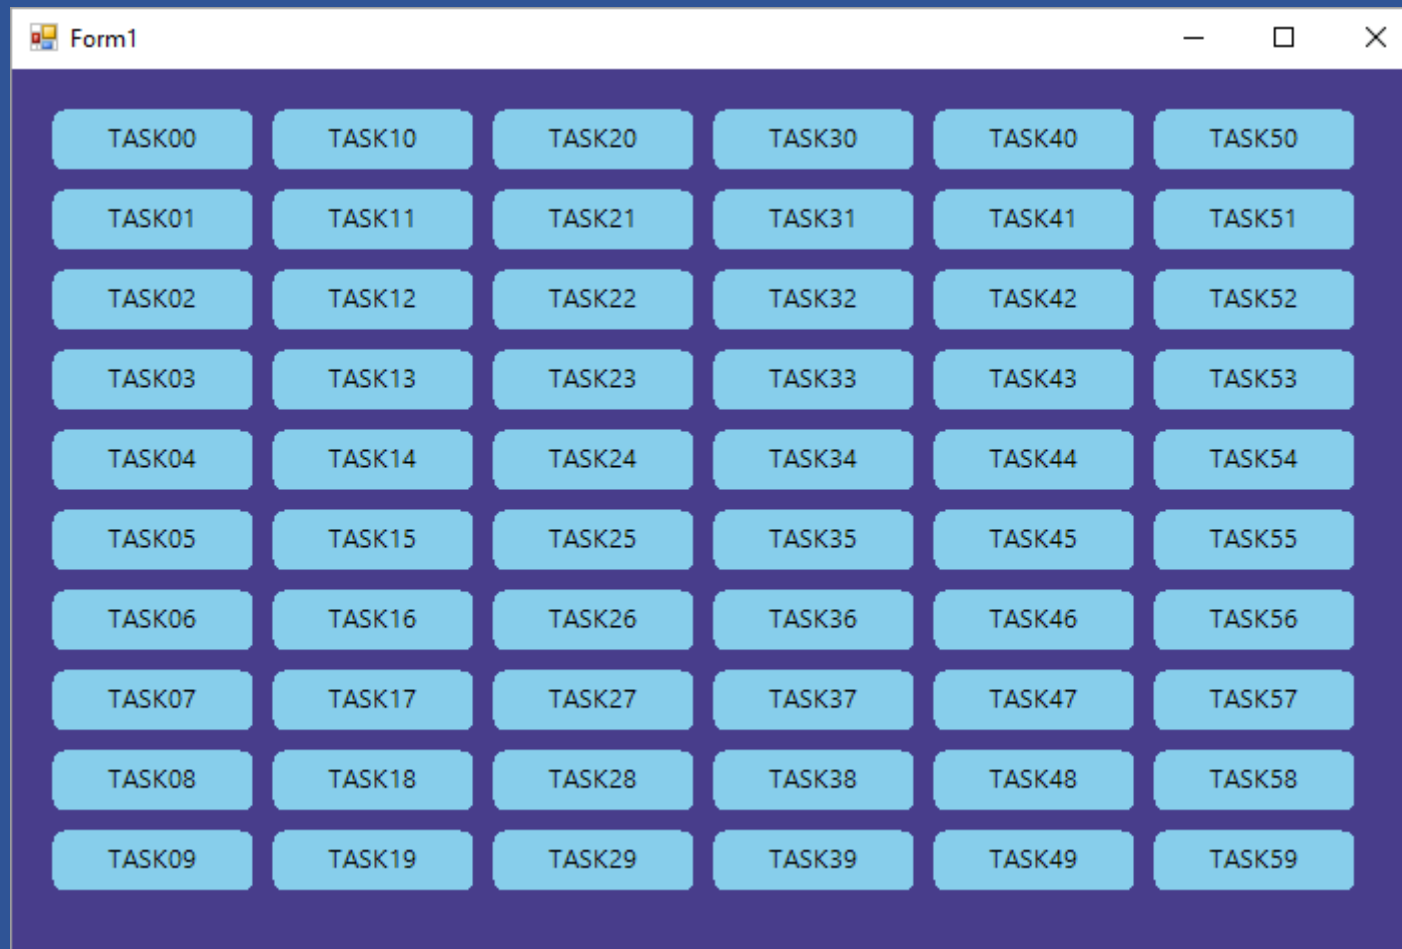 Form1
TASK00 TASK10 TASK20 TASK30 TASK40 TASK50
TASK01 TASK11 TASK21 TASK31 TASK41 TASK51
TASK02 TASK12 TASK22 TASK32 TASK42 TASK52
TASK03 TASK13 TASK23 TASK33 TASK43 TASK53
TASK04 TASK14 TASK24 TASK34 TASK44 TASK54
TASK05 TASK15 TASK25 TASK35 TASK45 TASK55
TASK06 TASK16 TASK26 TASK36 TASK46 TASK56
TASK07 TASK17 TASK27 TASK37 TASK47 TASK57
TASK08 TASK18 TASK28 TASK38 TASK48 TASK58
TASK09 TASK19 TASK29 TASK39 TASK49 TASK59